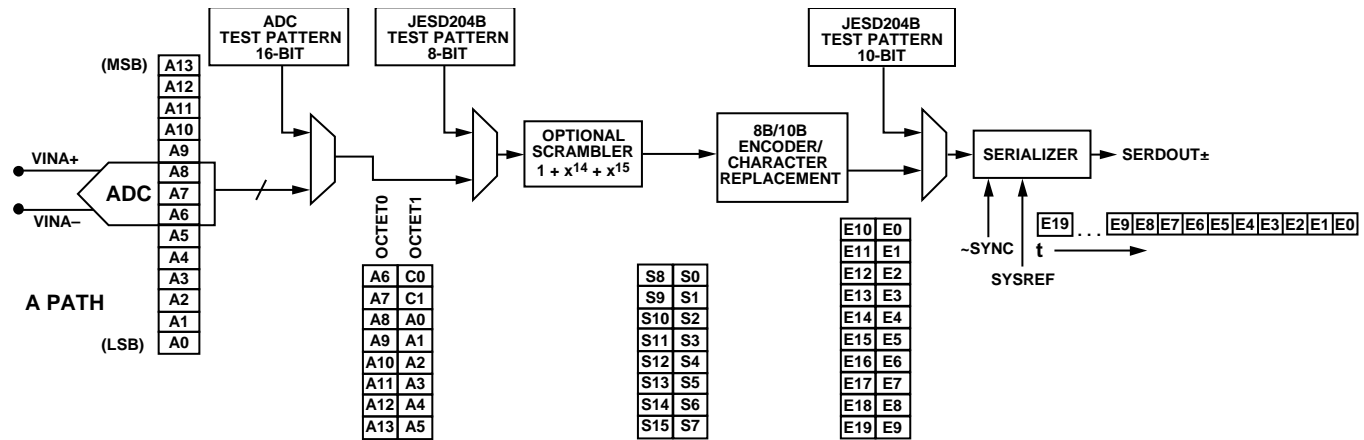 ADC
TEST PATTERN
16-BIT
JESD204B
TEST PATTERN
8-BIT
JESD204B
TEST PATTERN
10-BIT
(MSB)
A13
A12
A11
A10
A9
A8
A7
A6
A5
A4
A3
A2
A1
(LSB)
A0
VINA+
ADC
VINA–
A PATH
OCTET0
OCTET1
A6 C0
A7 C1
A8 A0
A9 A1
A10 A2
A11 A3
A12 A4
A13 A5
OPTIONAL
SCRAMBLER
1 + x14 + x15
S8 S0
S9 S1
S10 S2
S11 S3
S12 S4
S13 S5
S14 S6
S15 S7
8B/10B
ENCODER/
CHARACTER
REPLACEMENT
E10 E0
E11 E1
E12 E2
E13 E3
E14 E4
E15 E5
E16 E6
E17 E7
E18 E8
E19 E9
SERIALIZER
SERDOUT±
~SYNC
SYSREF
E19 . . . E9 E8 E7 E6 E5 E4 E3 E2 E1 E0
t